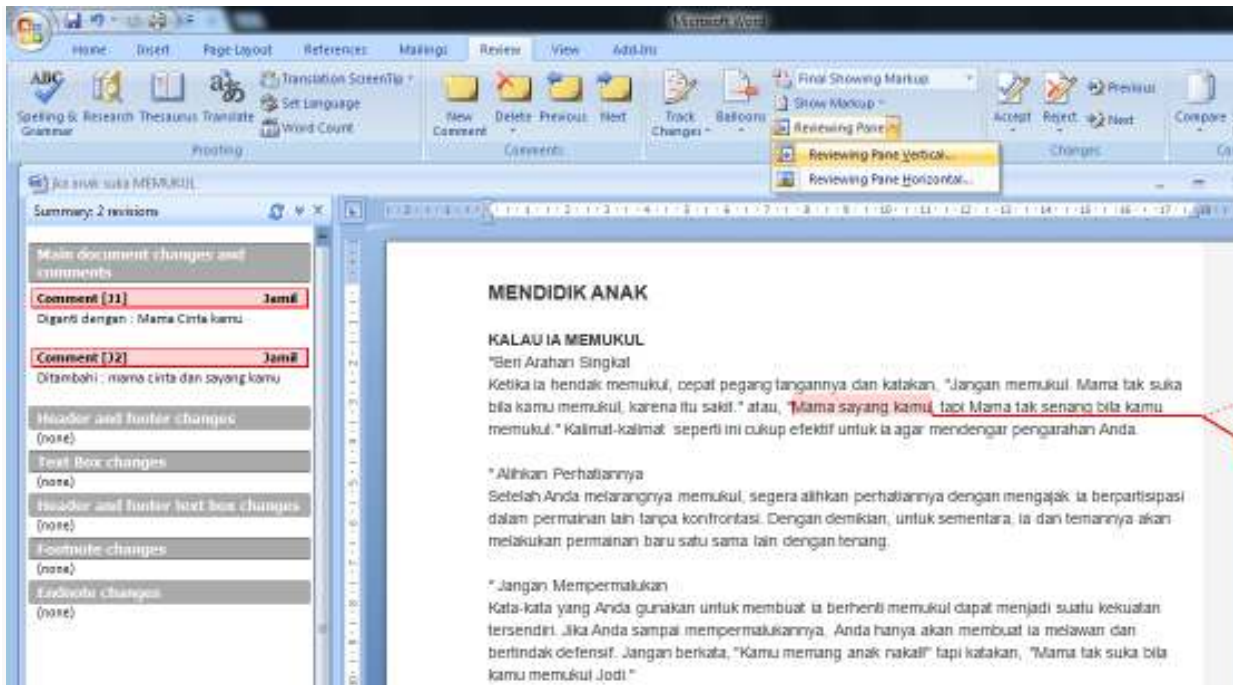 Microsoft Word
Home Insert Page Layout References Mailings Review View Add-Ins
ABC
Spelling & Grammar
Research
Thesaurus
Translate
Translation ScreenTip
Set Language
Word Count
Proofing
New Comment
Delete
Previous
Next
Comments
Track Changes
Balloons
Final Showing Markup
Show Markup
Reviewing Pane
Reviewing Pane Vertical...
Reviewing Pane Horizontal...
Accept
Reject
Previous
Next
Changes
Compare
jika anak suka MEMUKUL
Summary: 2 revisions
Main document changes and
comments
Comment [J1] Jamil
Diganti dengan : Mama Cinta kamu
Comment [J2] Jamil
Ditambahi : mama cinta dan sayang kamu
Header and footer changes
(none)
Text Box changes
(none)
Header and footer text box changes
(none)
Footnote changes
(none)
Endnote changes
(none)
MENDIDIK ANAK
KALAU IA MEMUKUL
"Beri Arahan Singkat
Ketika ia hendak memukul, cepat pegang tangannya dan katakan, "Jangan memukul. Mama tak suka
bila kamu memukul, karena itu sakit." atau, "Mama sayang kamu, tapi Mama tak senang bila kamu
memukul." Kalimat-kalimat seperti ini cukup efektif untuk ia agar mendengar pengarahan Anda.
* Alihkan Perhatiannya
Setelah Anda melarangnya memukul, segera alihkan perhatiannya dengan mengajak ia berpartisipasi
dalam permainan lain tanpa konfrontasi. Dengan demikian, untuk sementara, ia dan temannya akan
melakukan permainan baru satu sama lain dengan tenang.
* Jangan Mempermalukan
Kata-kata yang Anda gunakan untuk membuat ia berhenti memukul dapat menjadi suatu kekuatan
tersendiri. Jika Anda sampai mempermalukannya, Anda hanya akan membuat ia melawan dan
bertindak defensif. Jangan berkata, "Kamu memang anak nakal!" tapi katakan, "Mama tak suka bila
kamu memukul Jodi."